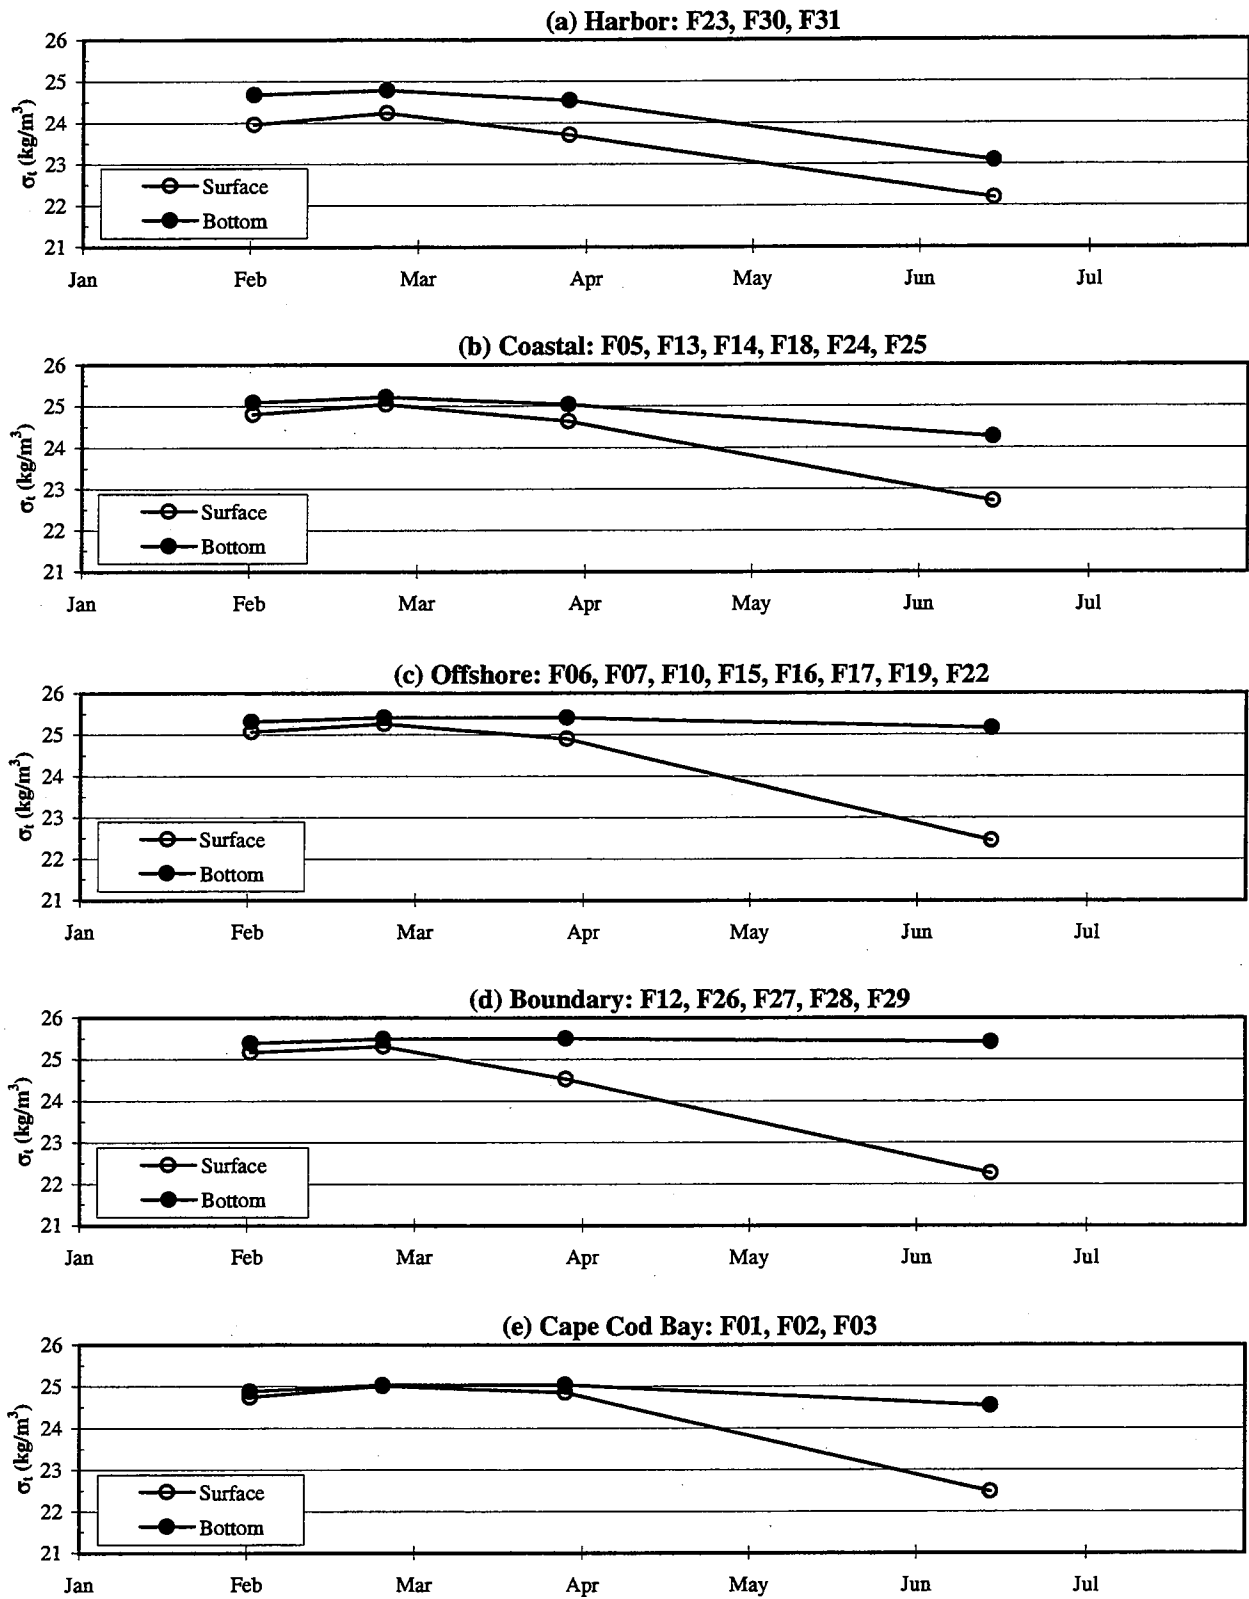 (a) Harbor: F23, F30, F31
26
25
24
23
22
21
σt (kg/m³)
Surface
Bottom
Jan Feb Mar Apr May Jun Jul
(b) Coastal: F05, F13, F14, F18, F24, F25
26
25
24
23
22
21
σt (kg/m³)
Surface
Bottom
Jan Feb Mar Apr May Jun Jul
(c) Offshore: F06, F07, F10, F15, F16, F17, F19, F22
26
25
24
23
22
21
σt (kg/m³)
Surface
Bottom
Jan Feb Mar Apr May Jun Jul
(d) Boundary: F12, F26, F27, F28, F29
26
25
24
23
22
21
σt (kg/m³)
Surface
Bottom
Jan Feb Mar Apr May Jun Jul
(e) Cape Cod Bay: F01, F02, F03
26
25
24
23
22
21
σt (kg/m³)
Surface
Bottom
Jan Feb Mar Apr May Jun Jul